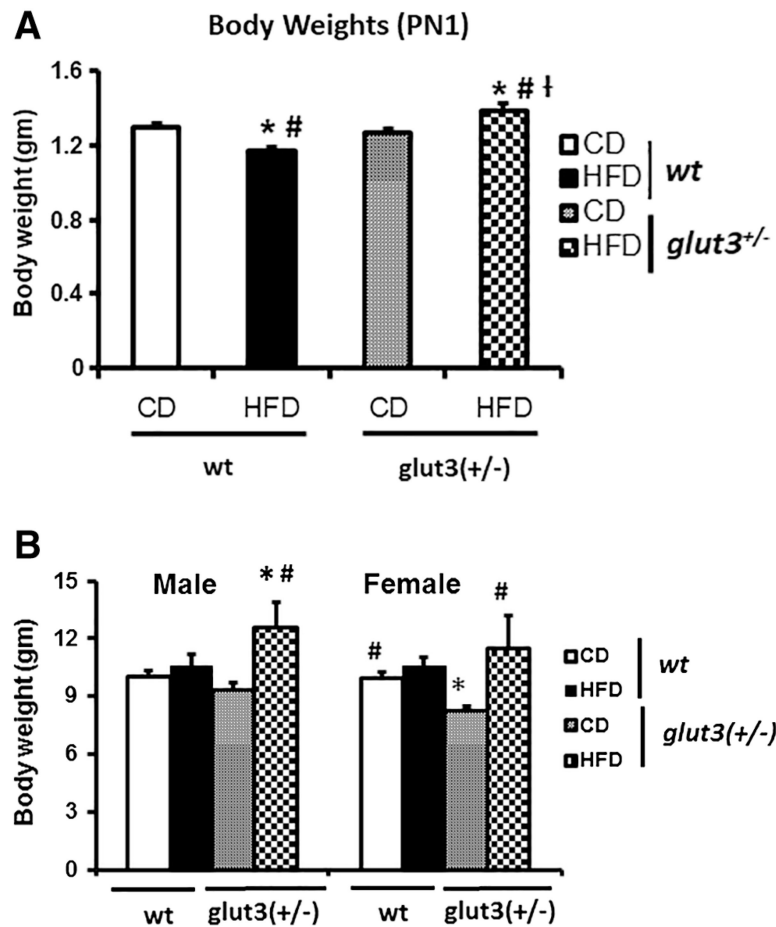 A
Body Weights (PN1)
Body weight (gm)
1.6
1.2
0.8
0.4
0
* #
* # ƚ
CD
HFD
CD
HFD
wt
glut3(+/-)
CD
HFD
wt
CD
HFD
glut3+/-
B
Body weight (gm)
15
12
9
6
3
0
Male
Female
* #
#
*
#
wt
glut3(+/-)
wt
glut3(+/-)
CD
HFD
wt
CD
HFD
glut3(+/-)